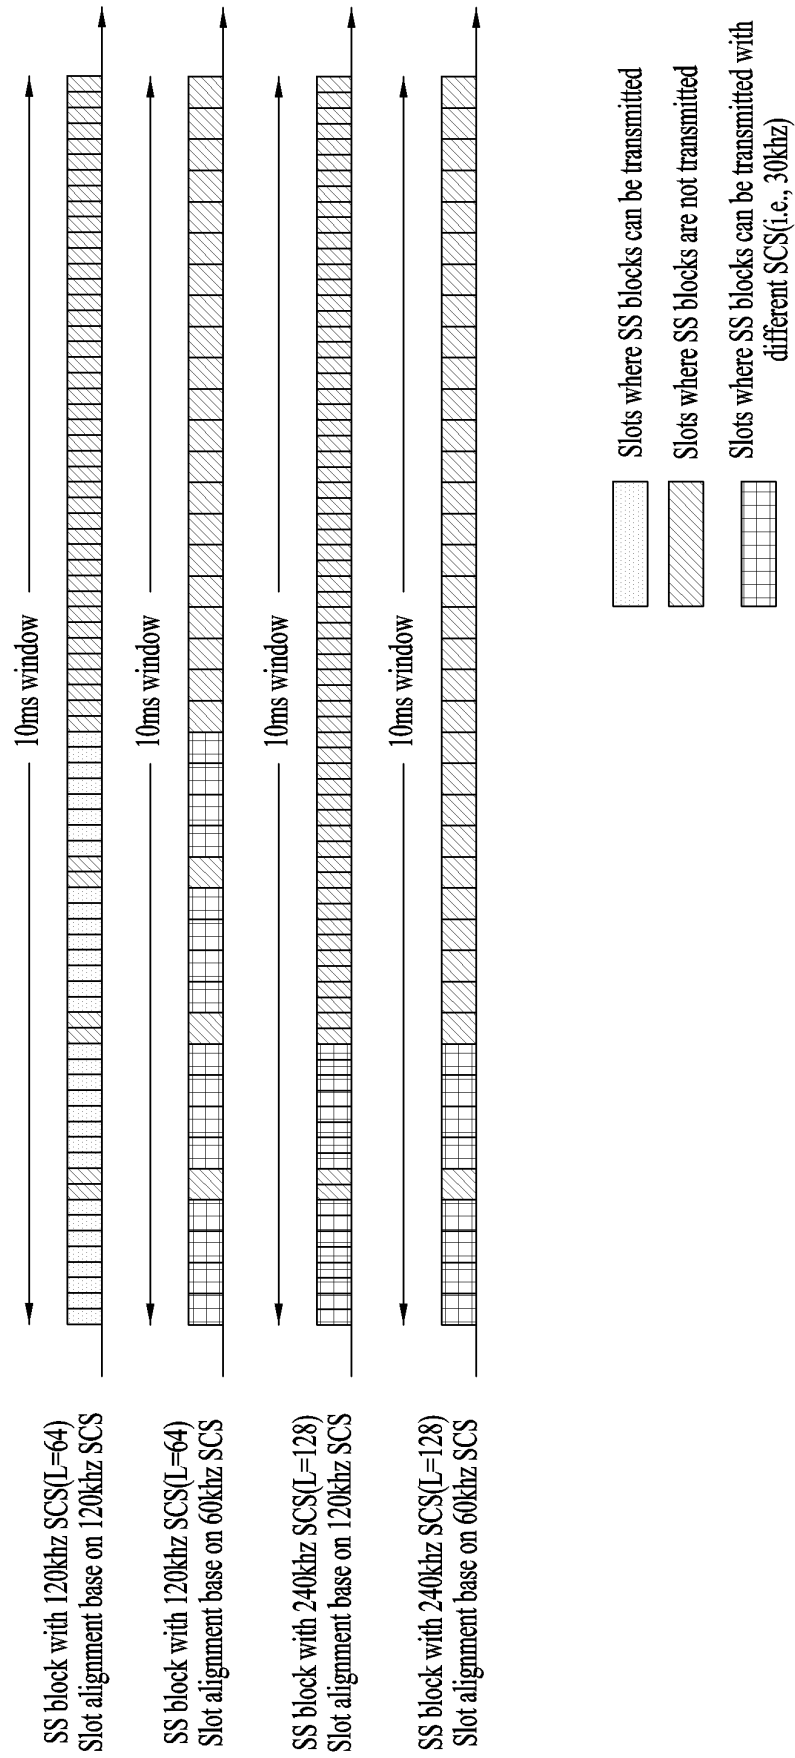 SS block with 120khz SCS(L=64)
Slot alignment base on 120khz SCS
10ms window
SS block with 120khz SCS(L=64)
Slot alignment base on 60khz SCS
10ms window
SS block with 240khz SCS(L=128)
Slot alignment base on 120khz SCS
10ms window
SS block with 240khz SCS(L=128)
Slot alignment base on 60khz SCS
10ms window
Slots where SS blocks can be transmitted
Slots where SS blocks are not transmitted
Slots where SS blocks can be transmitted with
different SCS(i.e., 30khz)